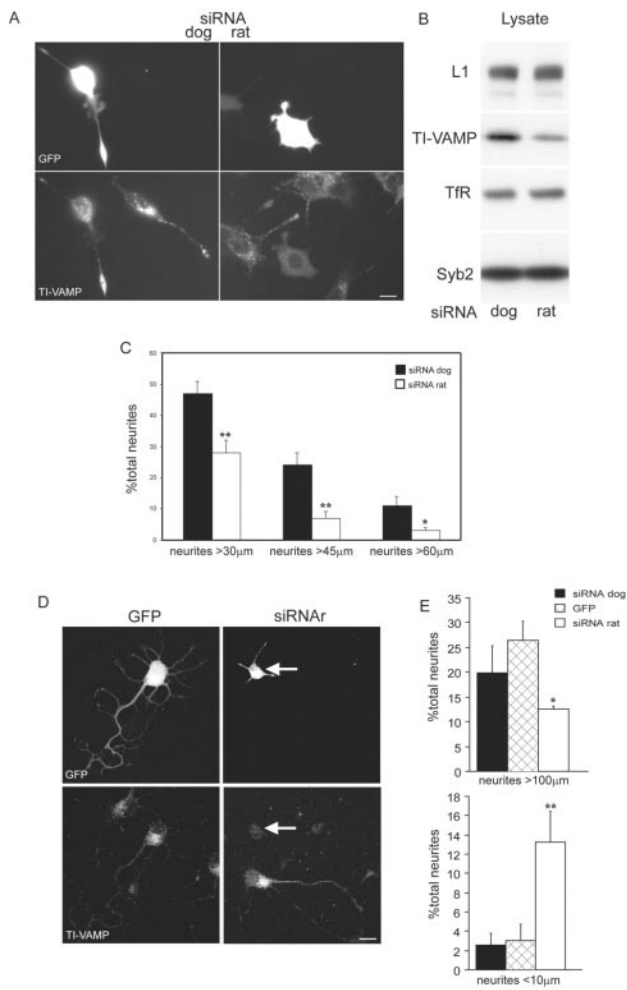 A
siRNA
dog rat
GFP
TI-VAMP
B
Lysate
L1
TI-VAMP
TfR
Syb2
siRNA dog rat
C
%total neurites
60
50
40
30
20
10
0
siRNA dog
siRNA rat
**
**
*
neurites >30μm
neurites >45μm
neurites >60μm
D
GFP
siRNAr
GFP
TI-VAMP
E
siRNA dog
GFP
siRNA rat
%total neurites
35
30
25
20
15
10
5
0
*
neurites >100μm
%total neurites
18
16
14
12
10
8
6
4
2
0
**
neurites <10μm